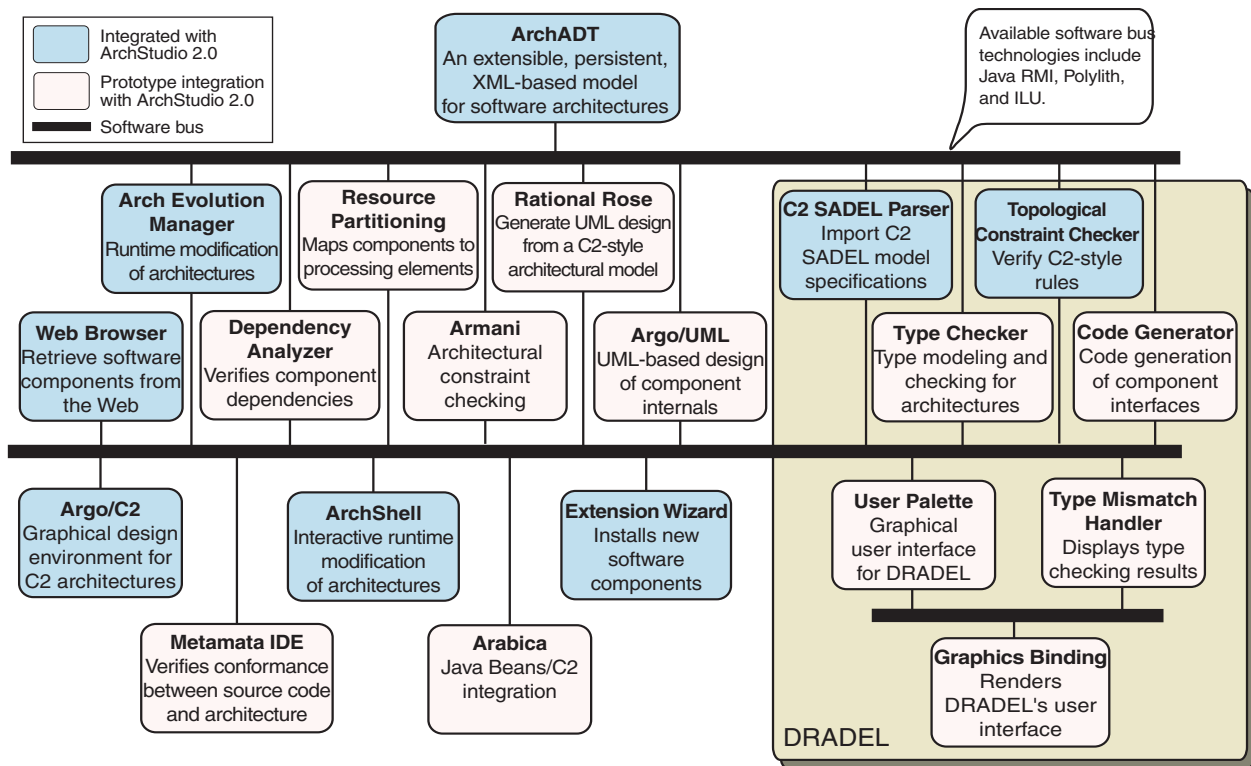 Integrated with
ArchStudio 2.0
Prototype integration
with ArchStudio 2.0
Software bus
ArchADT
An extensible, persistent,
XML-based model
for software architectures
Available software bus
technologies include
Java RMI, Polylith,
and ILU.
Arch Evolution
Manager
Runtime modification
of architectures
Resource
Partitioning
Maps components to
processing elements
Rational Rose
Generate UML design
from a C2-style
architectural model
C2 SADEL Parser
Import C2
SADEL model
specifications
Topological
Constraint Checker
Verify C2-style
rules
Web Browser
Retrieve software
components from
the Web
Dependency
Analyzer
Verifies component
dependencies
Armani
Architectural
constraint
checking
Argo/UML
UML-based design
of component
internals
Type Checker
Type modeling and
checking for
architectures
Code Generator
Code generation
of component
interfaces
Argo/C2
Graphical design
environment for
C2 architectures
ArchShell
Interactive runtime
modification
of architectures
Extension Wizard
Installs new
software
components
User Palette
Graphical
user interface
for DRADEL
Type Mismatch
Handler
Displays type
checking results
Metamata IDE
Verifies conformance
between source code
and architecture
Arabica
Java Beans/C2
integration
Graphics Binding
Renders
DRADEL's user
interface
DRADEL